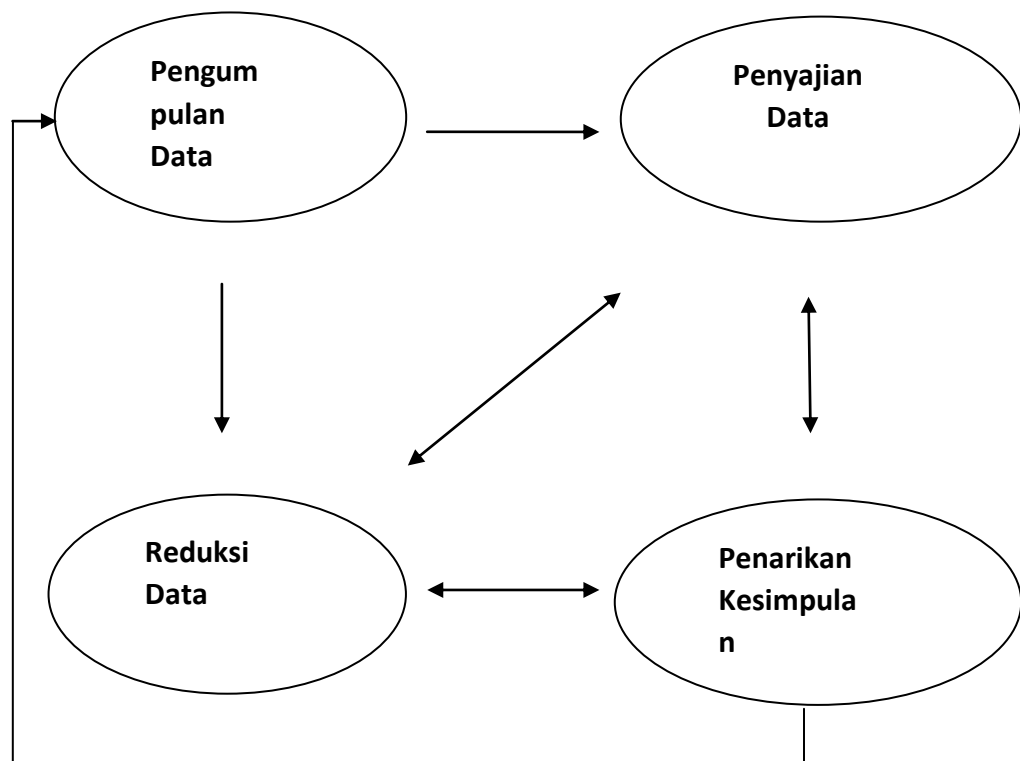 Pengum
pulan
Data
Penyajian
Data
Reduksi
Data
Penarikan
Kesimpula
n